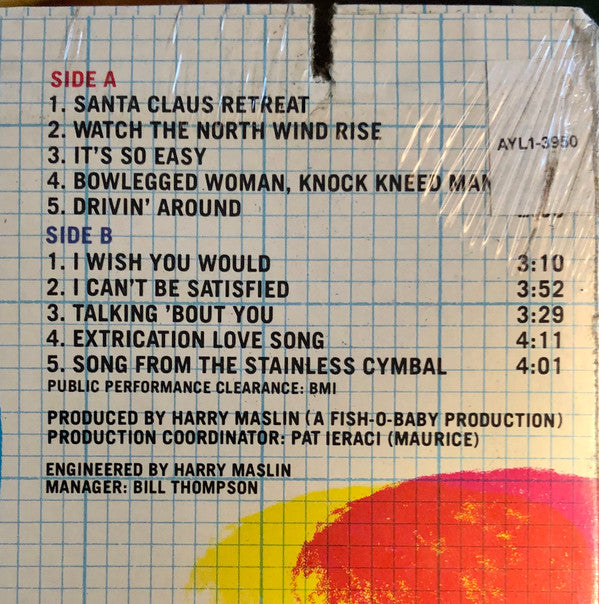 SIDE A
1. SANTA CLAUS RETREAT
2. WATCH THE NORTH WIND RISE
AYL1-3950
3. IT'S SO EASY
4. BOWLEGGED WOMAN, KNOCK KNEED MAN
5. DRIVIN' AROUND
SIDE B
1. I WISH YOU WOULD 3:10
2. I CAN'T BE SATISFIED 3:52
3. TALKING 'BOUT YOU 3:29
4. EXTRICATION LOVE SONG 4:11
5. SONG FROM THE STAINLESS CYMBAL 4:01
PUBLIC PERFORMANCE CLEARANCE: BMI
PRODUCED BY HARRY MASLIN (A FISH-O-BABY PRODUCTION)
PRODUCTION COORDINATOR: PAT IERACI (MAURICE)
ENGINEERED BY HARRY MASLIN
MANAGER: BILL THOMPSON